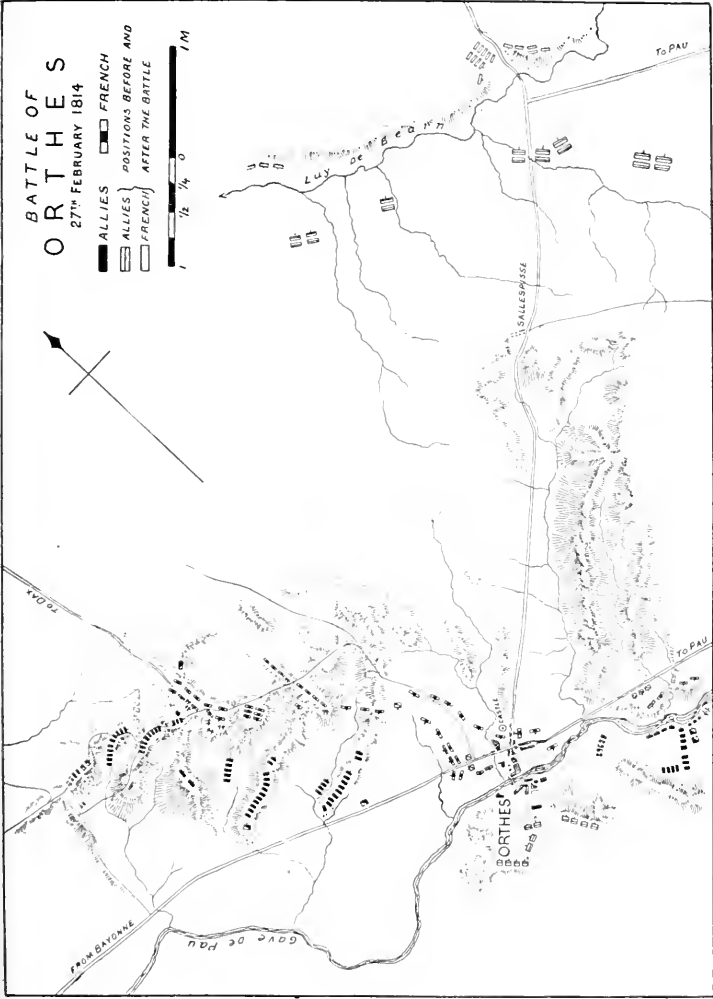 BATTLE OF
ORTHES
27TH FEBRUARY 1814
ALLIES FRENCH
ALLIES } POSITIONS BEFORE AND
FRENCH } AFTER THE BATTLE
1 1/2 1/4 0 1 M
TO PAU
LUY DE Bearn
SALLESPISSE
TO DAX
TO PAU
CASTLE
ORTHES
FROM BAYONNE
GAVE DE PAU